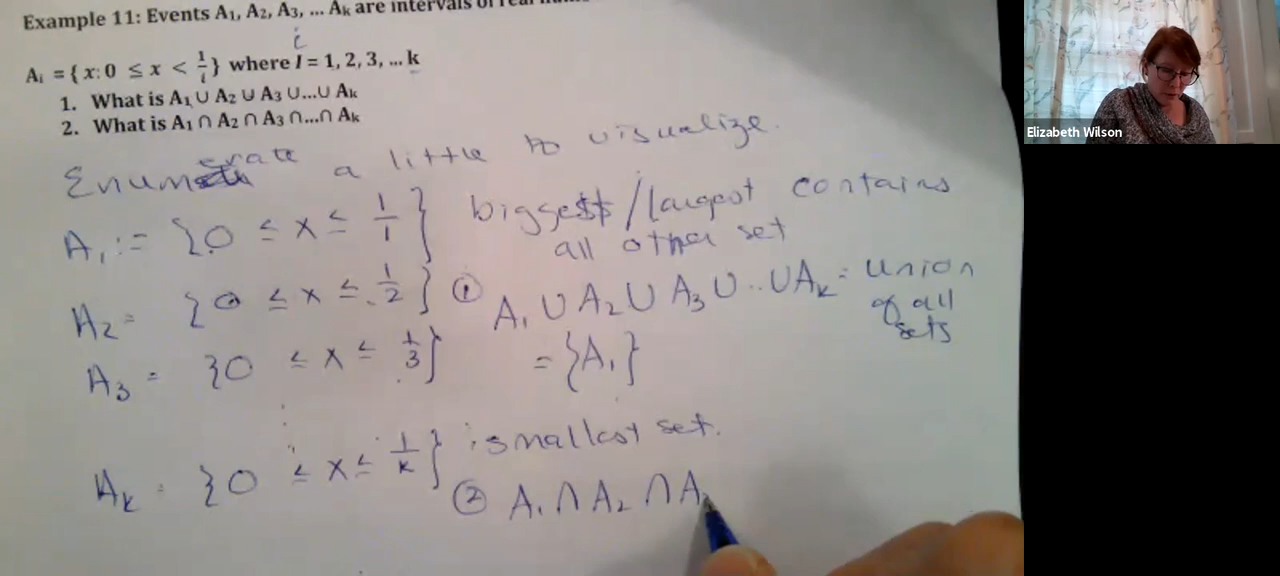 Example 11: Events A₁, A₂, A₃, ... Aₖ are intervals of real
i
Aᵢ = { x: 0 ≤ x < 1/i } where I = 1, 2, 3, ... k
1. What is A₁ ∪ A₂ ∪ A₃ ∪...∪ Aₖ
2. What is A₁ ∩ A₂ ∩ A₃ ∩...∩ Aₖ
Enumerate a little to visualize.
A₁ := {0 ≤ x ≤ 1/1} biggest/largest contains
all other set
A₂ = {0 ≤ x ≤ 1/2} ① A₁ ∪ A₂ ∪ A₃ ∪ .. ∪ Aₖ = union
of all
sets
A₃ = {0 ≤ x ≤ 1/3} = {A₁}
Aₖ = {0 ≤ x ≤ 1/k} is smallest set.
② A₁ ∩ A₂ ∩ A
Elizabeth Wilson